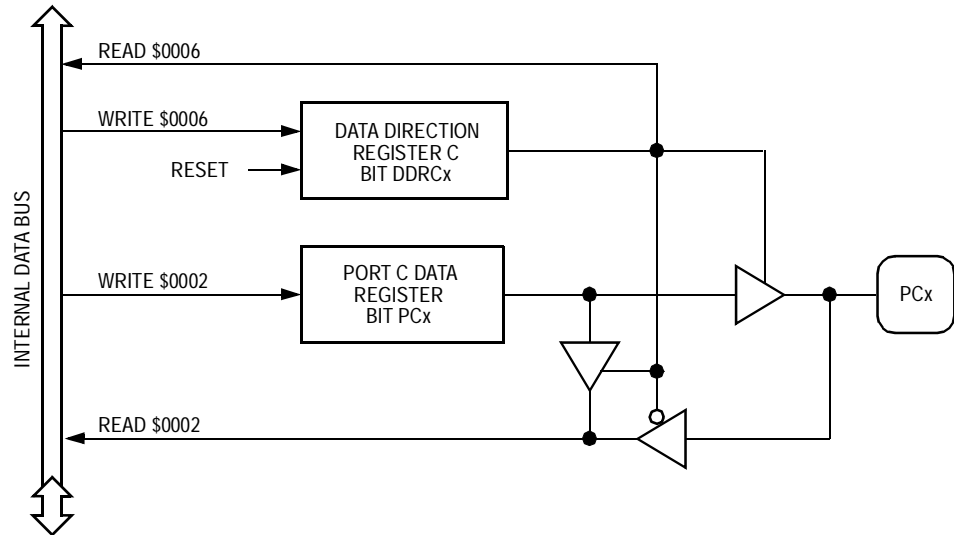 READ $0006
WRITE $0006
DATA DIRECTION
REGISTER C
BIT DDRCx
RESET
INTERNAL DATA BUS
WRITE $0002
PORT C DATA
REGISTER
BIT PCx
PCx
READ $0002